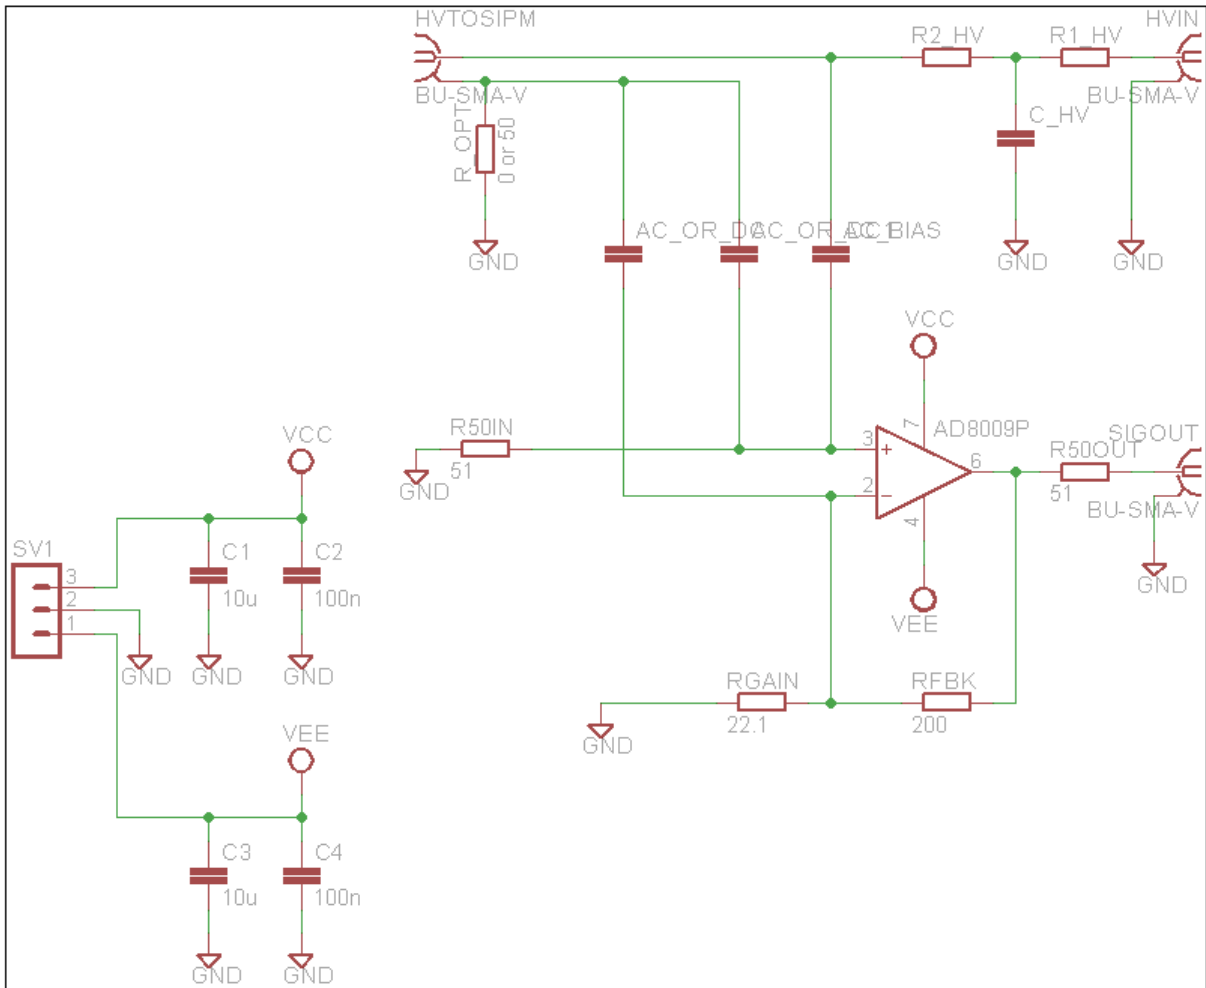 HVTOSIPM
HVIN
R2_HV
R1_HV
BU-SMA-V
BU-SMA-V
C_HV
R_OPT
0 or 50
AC_OR_DC
AC_OR_DC1
AC_BIAS
GND
GND
GND
VCC
7
AD8009P
SIGOUT
R50IN
3
+
6
R50OUT
51
2
-
51
GND
4
BU-SMA-V
VCC
SV1
C1
C2
3
2
1
10u
100n
GND
VEE
GND
GND
GND
RGAIN
RFBK
22.1
200
GND
VEE
C3
C4
10u
100n
GND
GND